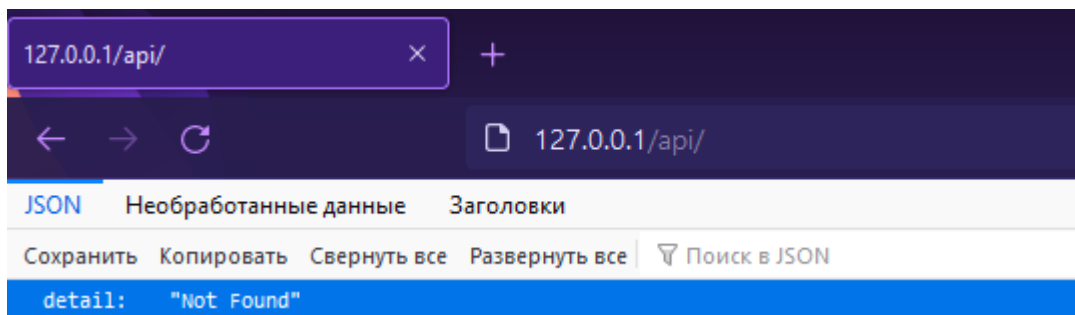 127.0.0.1/api/
127.0.0.1/api/
JSON Необработанные данные Заголовки
Сохранить Копировать Свернуть все Развернуть все Поиск в JSON
detail: "Not Found"